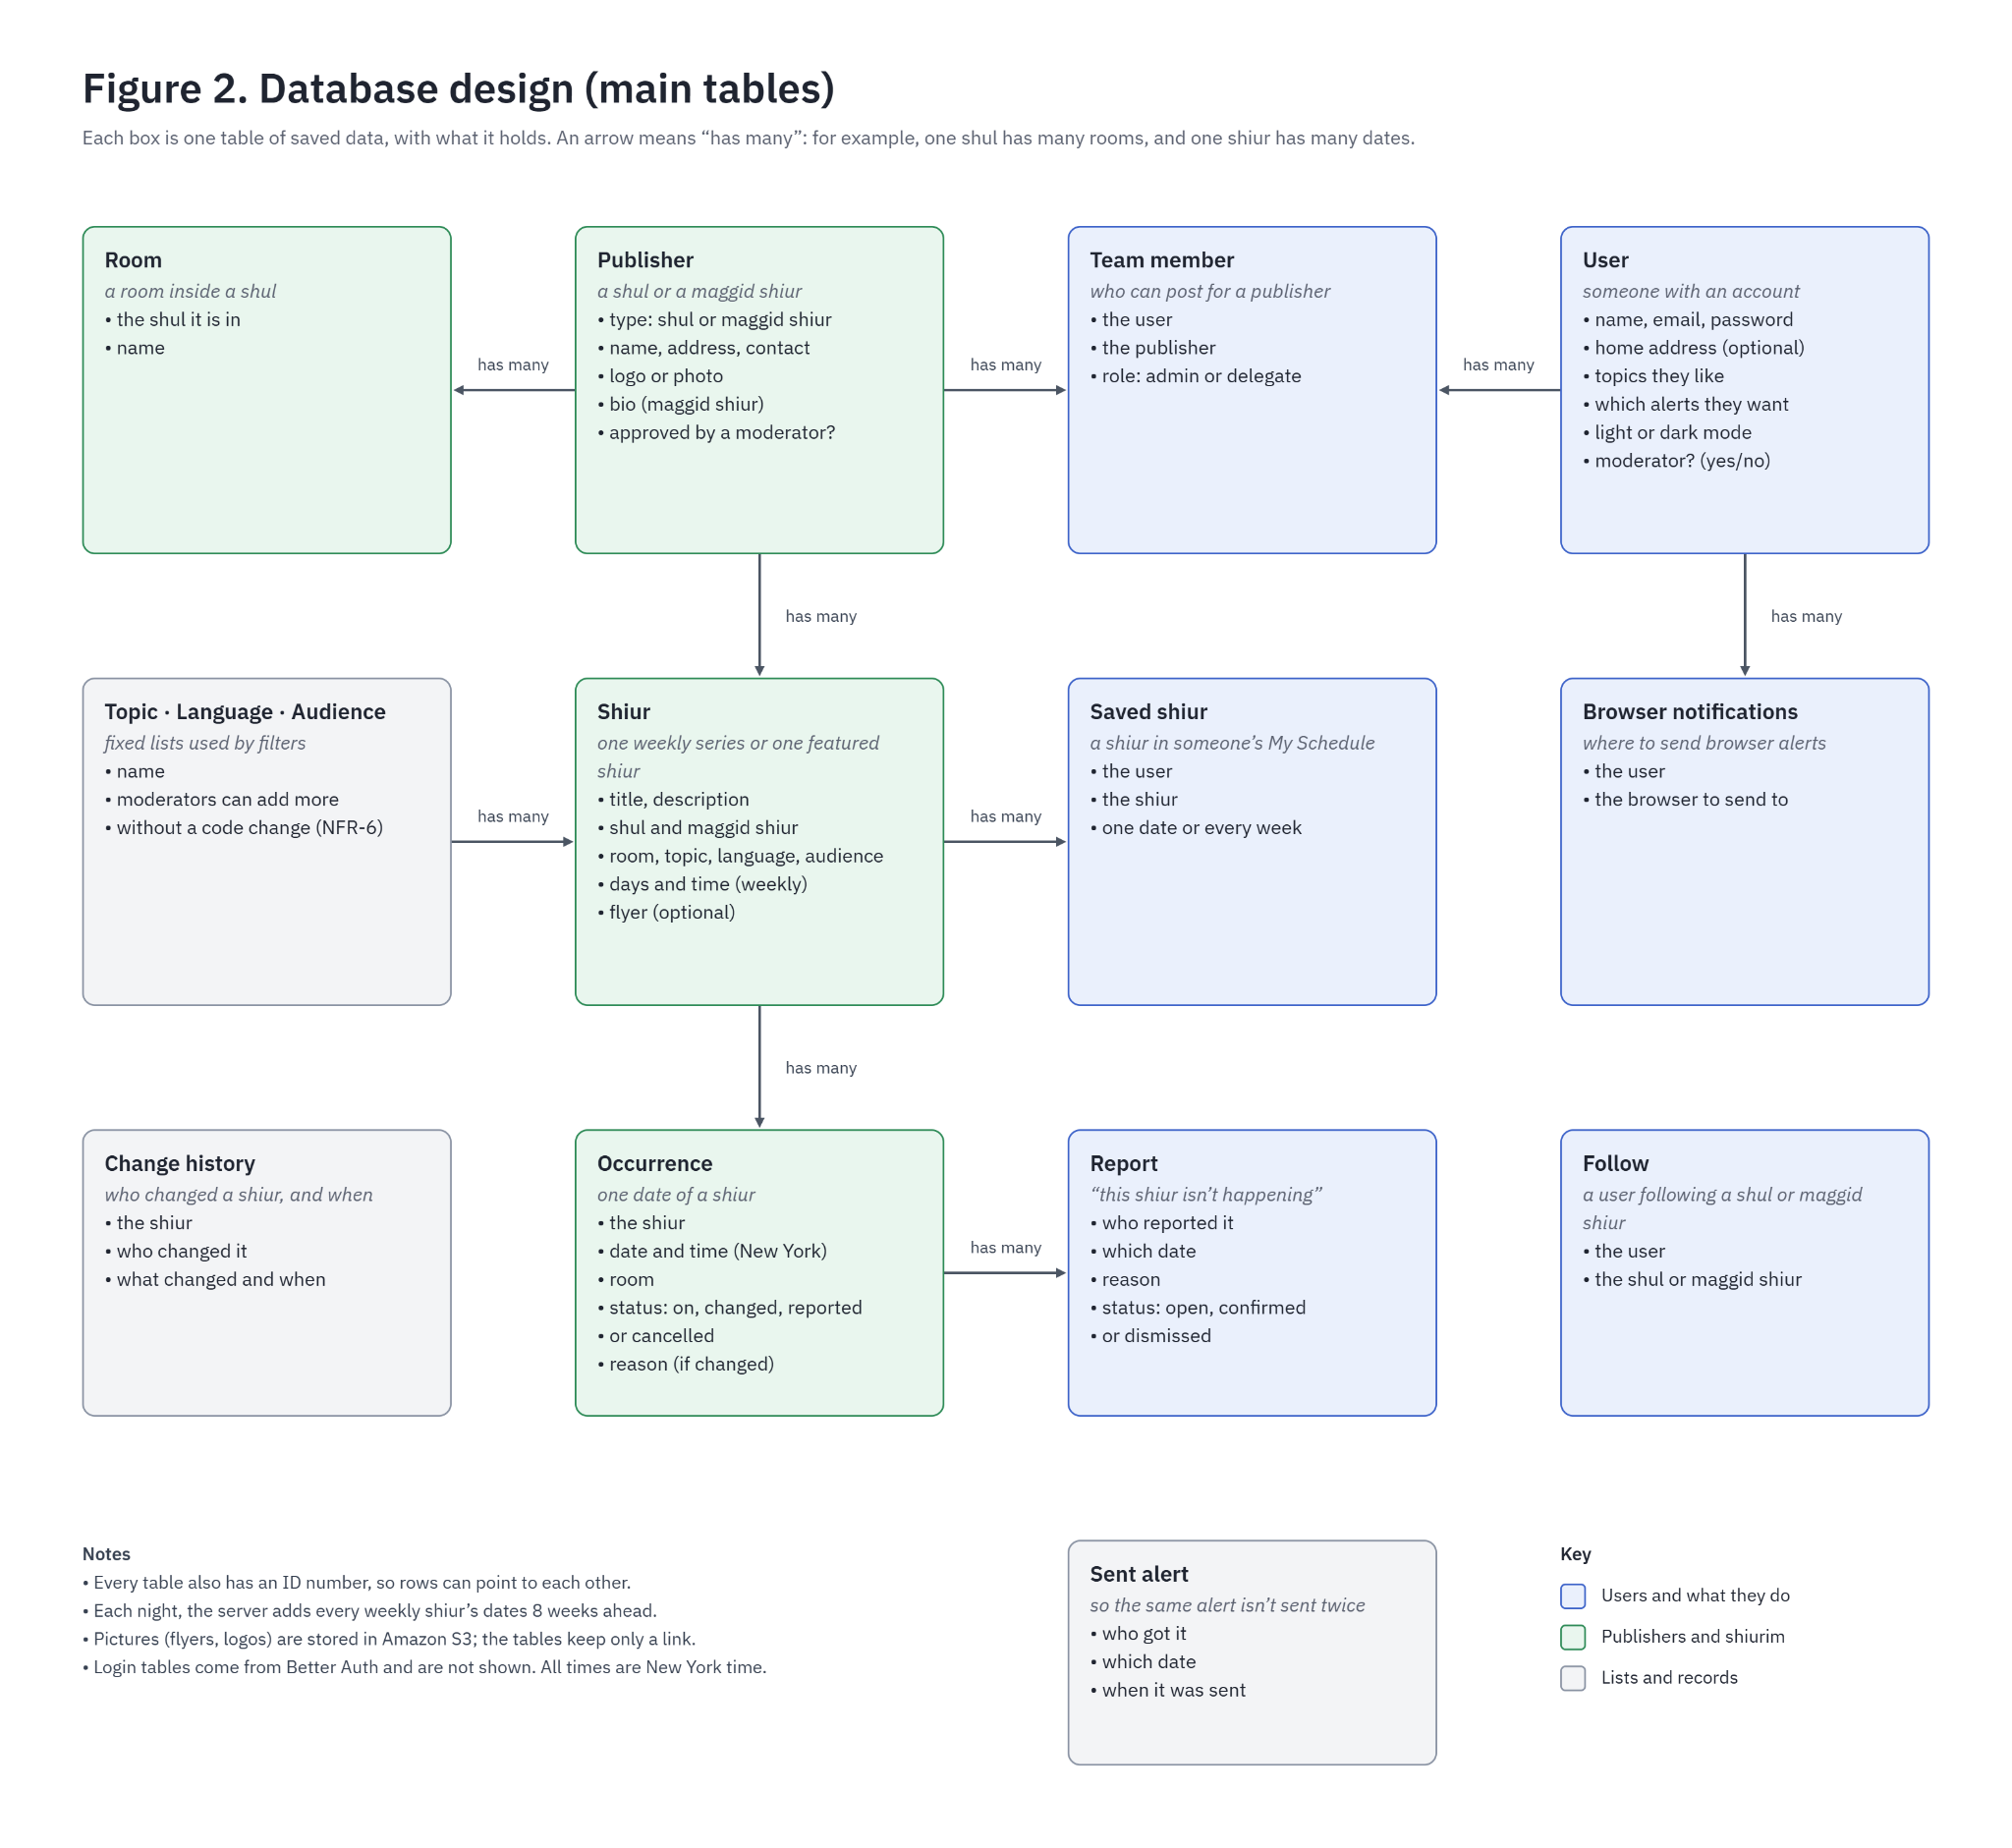 Figure 2. Database design (main tables)
Each box is one table of saved data, with what it holds. An arrow means “has many”: for example, one shul has many rooms, and one shiur has many dates.
Room
a room inside a shul
• the shul it is in
• name
has many
Publisher
a shul or a maggid shiur
• type: shul or maggid shiur
• name, address, contact
• logo or photo
• bio (maggid shiur)
• approved by a moderator?
has many
Team member
who can post for a publisher
• the user
• the publisher
• role: admin or delegate
has many
User
someone with an account
• name, email, password
• home address (optional)
• topics they like
• which alerts they want
• light or dark mode
• moderator? (yes/no)
has many
has many
Topic · Language · Audience
fixed lists used by filters
• name
• moderators can add more
• without a code change (NFR-6)
has many
Shiur
one weekly series or one featured
shiur
• title, description
• shul and maggid shiur
• room, topic, language, audience
• days and time (weekly)
• flyer (optional)
has many
Saved shiur
a shiur in someone’s My Schedule
• the user
• the shiur
• one date or every week
Browser notifications
where to send browser alerts
• the user
• the browser to send to
has many
Change history
who changed a shiur, and when
• the shiur
• who changed it
• what changed and when
Occurrence
one date of a shiur
• the shiur
• date and time (New York)
• room
• status: on, changed, reported
• or cancelled
• reason (if changed)
has many
Report
“this shiur isn’t happening”
• who reported it
• which date
• reason
• status: open, confirmed
• or dismissed
Follow
a user following a shul or maggid
shiur
• the user
• the shul or maggid shiur
Notes
• Every table also has an ID number, so rows can point to each other.
• Each night, the server adds every weekly shiur’s dates 8 weeks ahead.
• Pictures (flyers, logos) are stored in Amazon S3; the tables keep only a link.
• Login tables come from Better Auth and are not shown. All times are New York time.
Sent alert
so the same alert isn’t sent twice
• who got it
• which date
• when it was sent
Key
Users and what they do
Publishers and shiurim
Lists and records